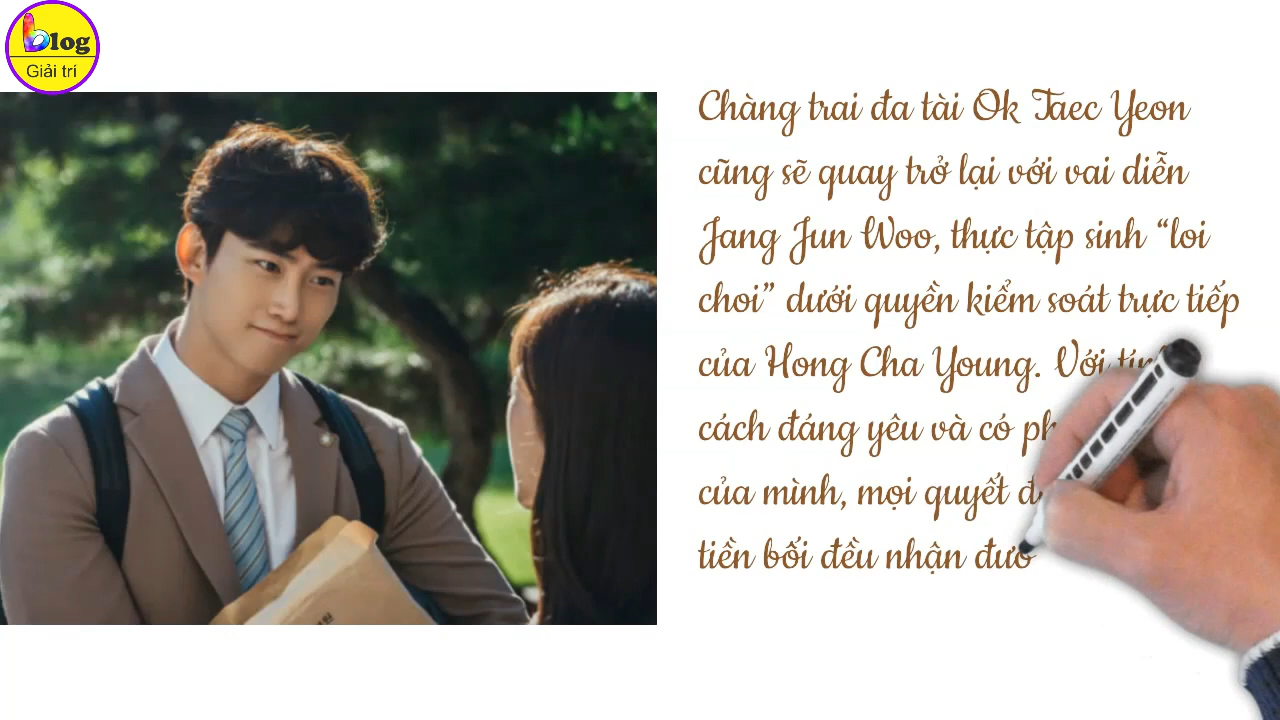 blog
Giải trí
Chàng trai đa tài Ok Taec Yeon
cũng sẽ quay trở lại với vai diễn
Jang Jun Woo, thực tập sinh “loi
choi” dưới quyền kiểm soát trực tiếp
của Hong Cha Young. Với
cách đáng yêu và có
của mình, mọi quyết
tiền bối đều nhận